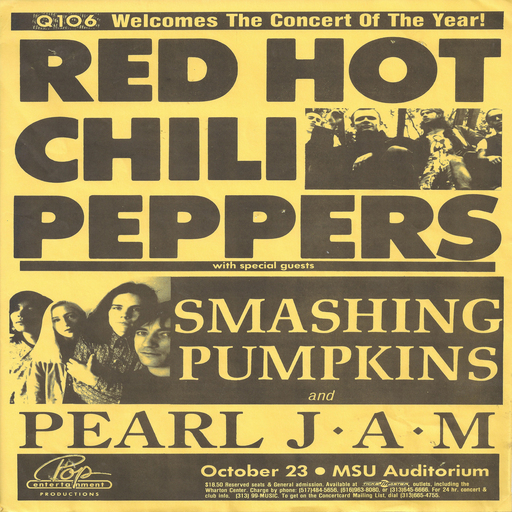 Q106 Welcomes The Concert Of The Year!
RED HOT
CHILI
PEPPERS
with special guests
SMASHING
PUMPKINS
and
PEARL J·A·M
October 23 • MSU Auditorium
Pop
entertainment
PRODUCTIONS
$18.50 Reserved seats & General admission. Available at TICKETMASTER outlets, including the
Wharton Center. Charge by phone: (517)484-5656, (616)963-8080, or (313)645-6666. For 24 hr. concert &
club info. (313) 99-MUSIC. To get on the Concertcard Mailing List dial (313)665-4755.